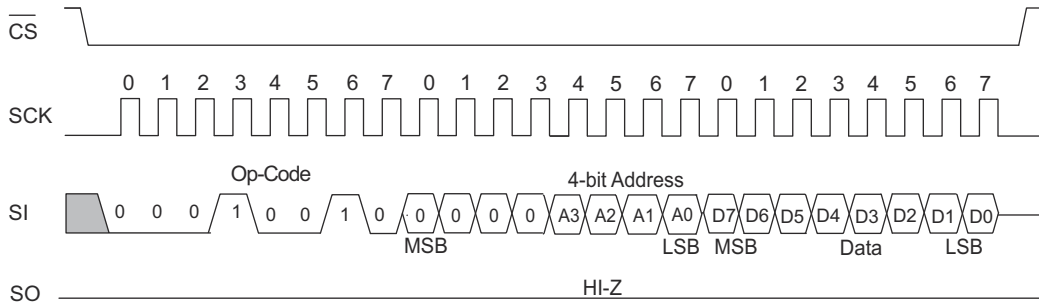 CS
0 1 2 3 4 5 6 7 0 1 2 3 4 5 6 7 0 1 2 3 4 5 6 7
SCK
Op-Code 4-bit Address
SI 0 0 0 1 0 0 1 0 0 0 0 0 A3 A2 A1 A0 D7 D6 D5 D4 D3 D2 D1 D0
MSB LSB MSB Data LSB
HI-Z
SO